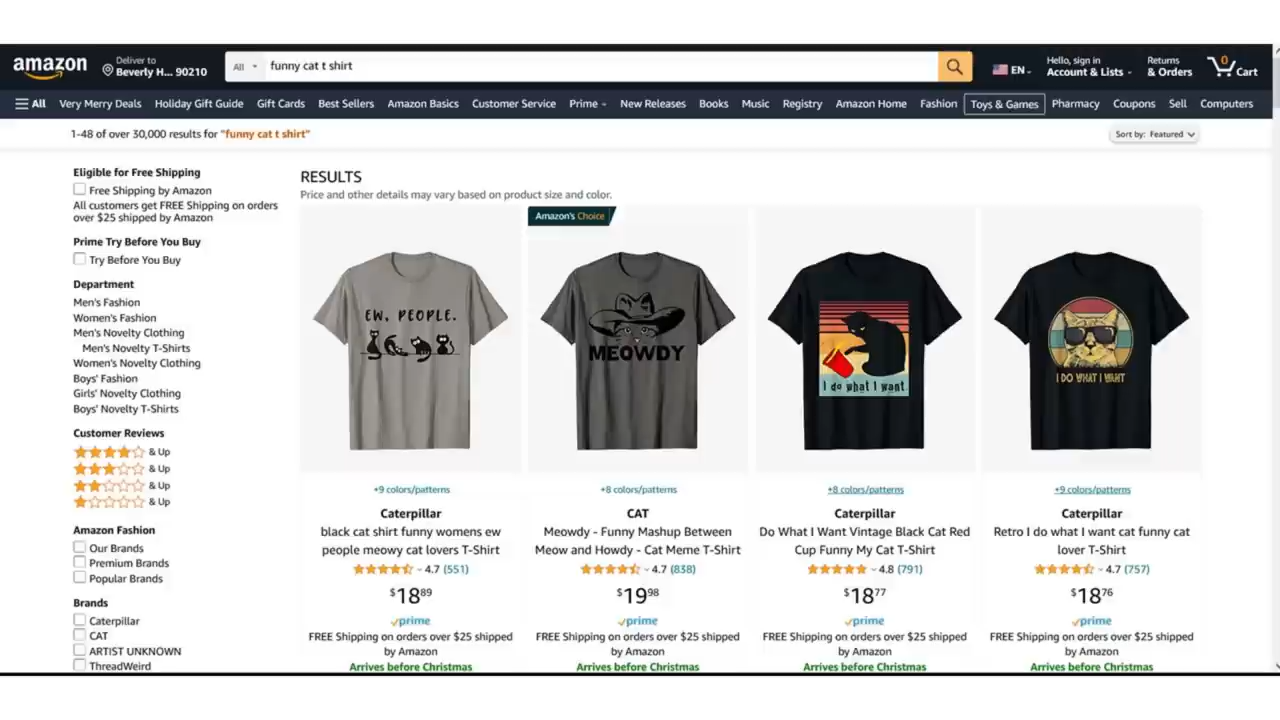 amazon
Deliver to
Beverly H... 90210
All
funny cat t shirt
EN
Hello, sign in
Account & Lists
Returns
& Orders
0
Cart
All
Very Merry Deals
Holiday Gift Guide
Gift Cards
Best Sellers
Amazon Basics
Customer Service
Prime
New Releases
Books
Music
Registry
Amazon Home
Fashion
Toys & Games
Pharmacy
Coupons
Sell
Computers
1-48 of over 30,000 results for "funny cat t shirt"
Sort by: Featured
Eligible for Free Shipping
Free Shipping by Amazon
All customers get FREE Shipping on orders
over $25 shipped by Amazon
Prime Try Before You Buy
Try Before You Buy
Department
Men's Fashion
Women's Fashion
Men's Novelty Clothing
Men's Novelty T-Shirts
Women's Novelty Clothing
Boys' Fashion
Girls' Novelty Clothing
Boys' Novelty T-Shirts
Customer Reviews
& Up
& Up
& Up
& Up
Amazon Fashion
Our Brands
Premium Brands
Popular Brands
Brands
Caterpillar
CAT
ARTIST UNKNOWN
ThreadWeird
RESULTS
Price and other details may vary based on product size and color.
EW, PEOPLE.
+9 colors/patterns
Caterpillar
black cat shirt funny womens ew
people meowy cat lovers T-Shirt
4.7 (551)
$18 89
prime
FREE Shipping on orders over $25 shipped
by Amazon
Arrives before Christmas
Amazon's Choice
MEOWDY
+8 colors/patterns
CAT
Meowdy - Funny Mashup Between
Meow and Howdy - Cat Meme T-Shirt
4.7 (838)
$19 98
prime
FREE Shipping on orders over $25 shipped
by Amazon
Arrives before Christmas
I do what I want
+8 colors/patterns
Caterpillar
Do What I Want Vintage Black Cat Red
Cup Funny My Cat T-Shirt
4.8 (791)
$18 77
prime
FREE Shipping on orders over $25 shipped
by Amazon
Arrives before Christmas
I DO WHAT I WANT
+9 colors/patterns
Caterpillar
Retro I do what I want cat funny cat
lover T-Shirt
4.7 (757)
$18 76
prime
FREE Shipping on orders over $25 shipped
by Amazon
Arrives before Christmas